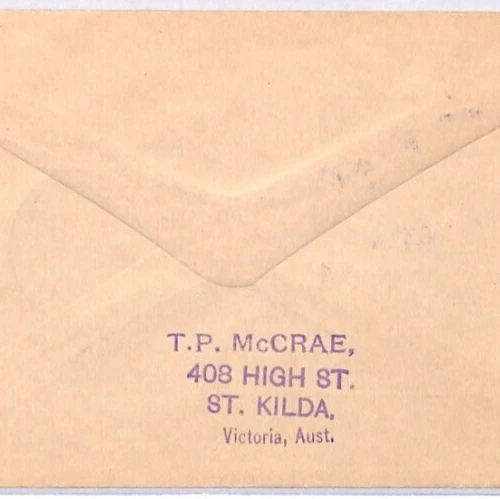 T.P. McCRAE,
408 HIGH ST.
ST. KILDA,
Victoria, Aust.